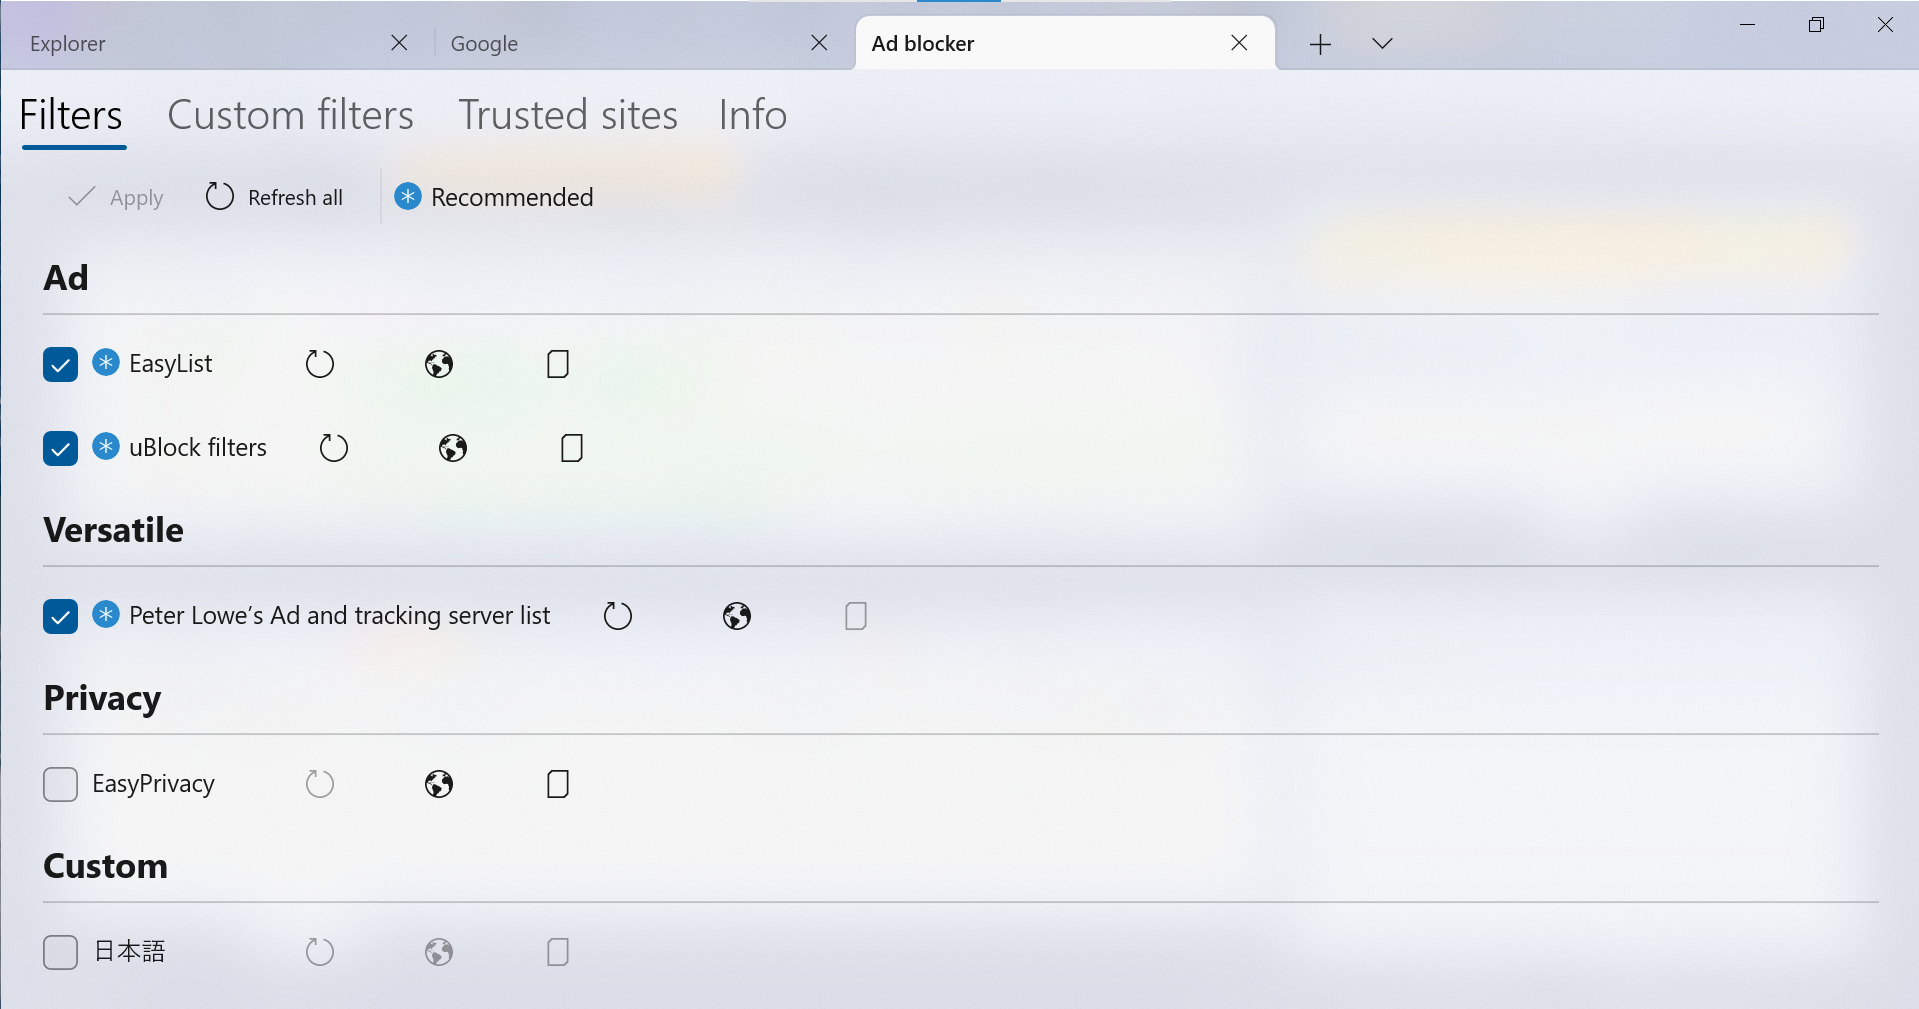 Explorer
Google
Ad blocker
Filters
Custom filters
Trusted sites
Info
Apply
Refresh all
Recommended
Ad
EasyList
uBlock filters
Versatile
Peter Lowe’s Ad and tracking server list
Privacy
EasyPrivacy
Custom
日本語